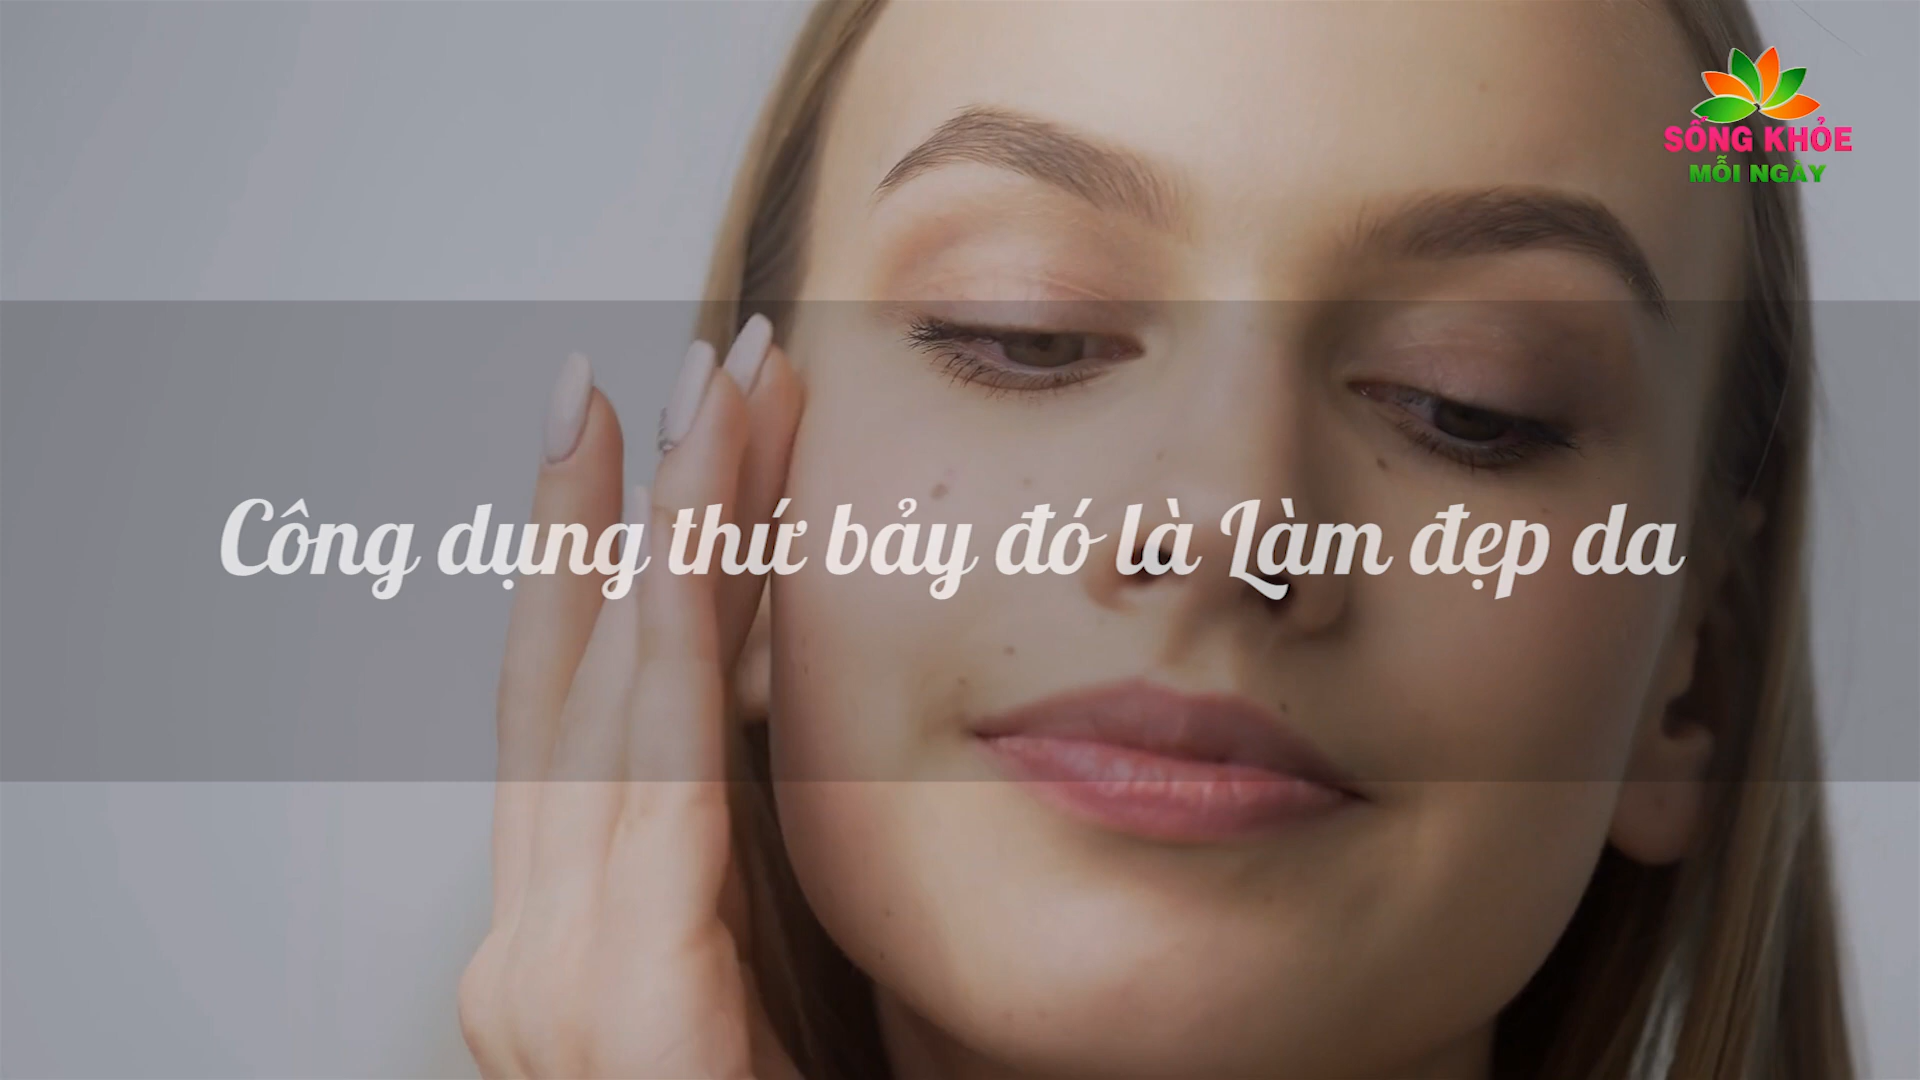 SỐNG KHỎE
MỖI NGÀY
Công dụng thứ bảy đó là Làm đẹp da